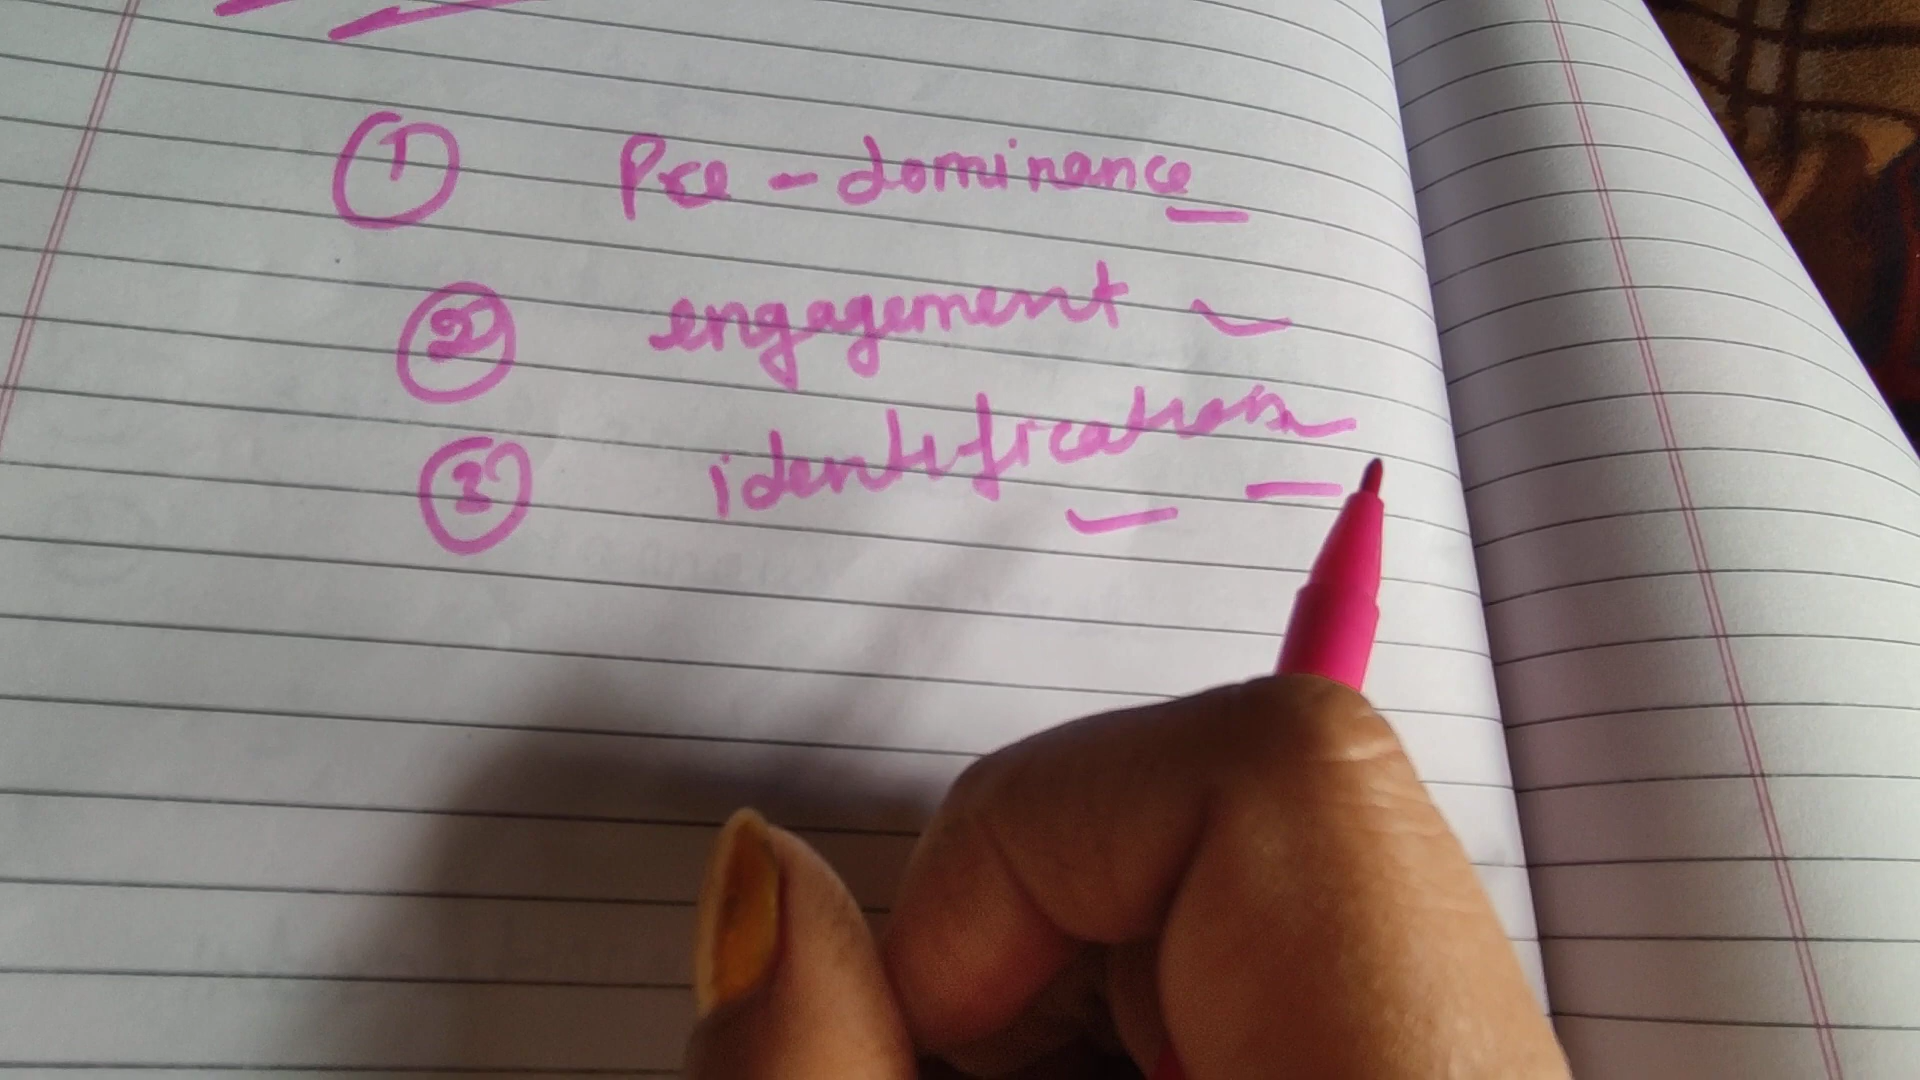 ① Pre - dominance
② engagement
③ identification